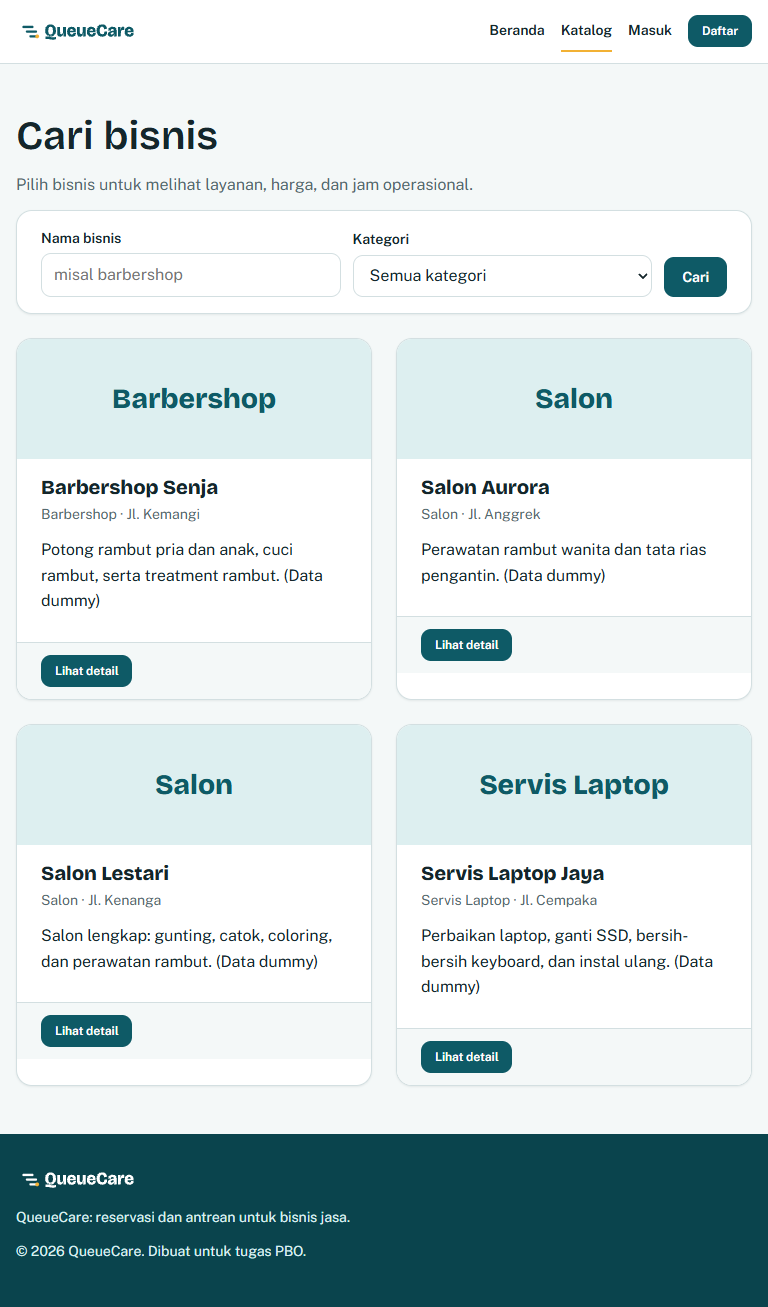 QueueCare
Beranda Katalog Masuk Daftar
Cari bisnis
Pilih bisnis untuk melihat layanan, harga, dan jam operasional.
Nama bisnis
misal barbershop
Kategori
Semua kategori
Cari
Barbershop
Barbershop Senja
Barbershop · Jl. Kemangi
Potong rambut pria dan anak, cuci
rambut, serta treatment rambut. (Data
dummy)
Lihat detail
Salon
Salon Aurora
Salon · Jl. Anggrek
Perawatan rambut wanita dan tata rias
pengantin. (Data dummy)
Lihat detail
Salon
Salon Lestari
Salon · Jl. Kenanga
Salon lengkap: gunting, catok, coloring,
dan perawatan rambut. (Data dummy)
Lihat detail
Servis Laptop
Servis Laptop Jaya
Servis Laptop · Jl. Cempaka
Perbaikan laptop, ganti SSD, bersih-
bersih keyboard, dan instal ulang. (Data
dummy)
Lihat detail
QueueCare
QueueCare: reservasi dan antrean untuk bisnis jasa.
© 2026 QueueCare. Dibuat untuk tugas PBO.